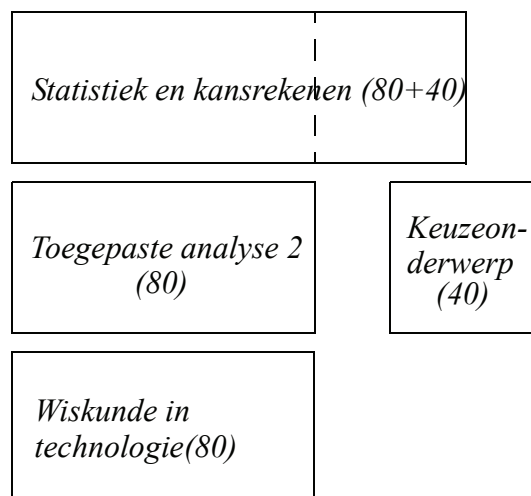 Statistiek en kansrekenen (80+40)
Toegepaste analyse 2
(80)
Keuzeon-
derwerp
(40)
Wiskunde in
technologie(80)